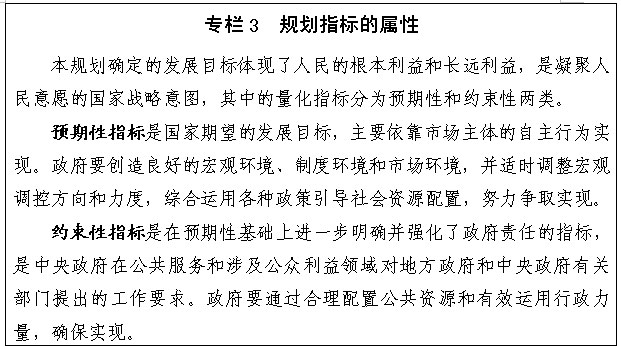 专栏 3 规划指标的属性
本规划确定的发展目标体现了人民的根本利益和长远利益，是凝聚人
民意愿的国家战略意图，其中的量化指标分为预期性和约束性两类。
预期性指标是国家期望的发展目标，主要依靠市场主体的自主行为实
现。政府要创造良好的宏观环境、制度环境和市场环境，并适时调整宏观
调控方向和力度，综合运用各种政策引导社会资源配置，努力争取实现。
约束性指标是在预期性基础上进一步明确并强化了政府责任的指标，
是中央政府在公共服务和涉及公众利益领域对地方政府和中央政府有关
部门提出的工作要求。政府要通过合理配置公共资源和有效运用行政力
量，确保实现。